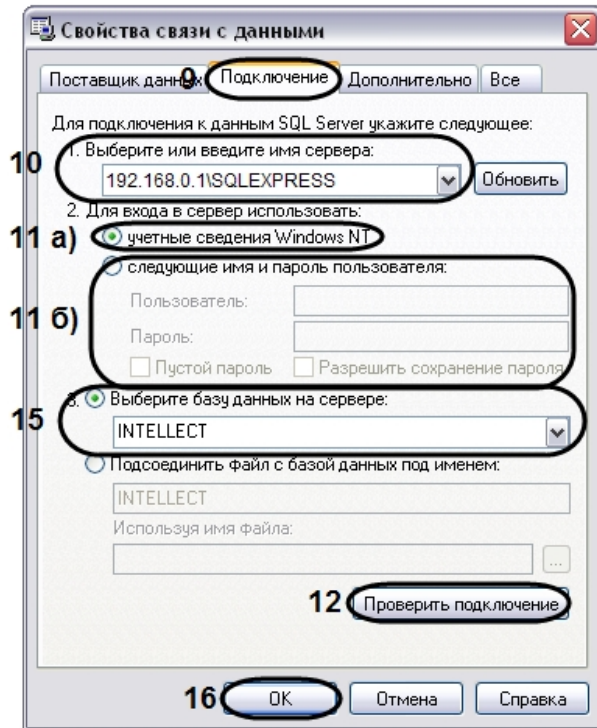 Свойства связи с данными
Поставщик данных 9 Подключение Дополнительно Все
Для подключения к данным SQL Server укажите следующее:
10 1. Выберите или введите имя сервера:
192.168.0.1\SQLEXPRESS Обновить
2. Для входа в сервер использовать:
11 а) учетные сведения Windows NT
следующие имя и пароль пользователя:
Пользователь:
11 б)
Пароль:
Пустой пароль Разрешить сохранение пароля
15 3. Выберите базу данных на сервере:
INTELLECT
Подсоединить файл с базой данных под именем:
INTELLECT
Используя имя файла:
...
12 Проверить подключение
16 OK Отмена Справка